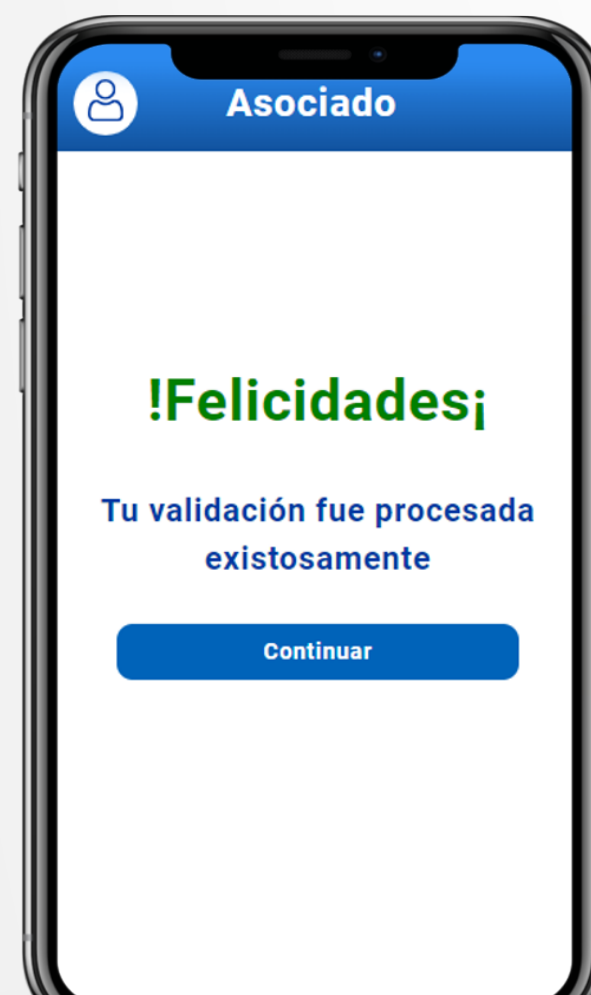 Asociado
!Felicidades¡
Tu validación fue procesada
existosamente
Continuar